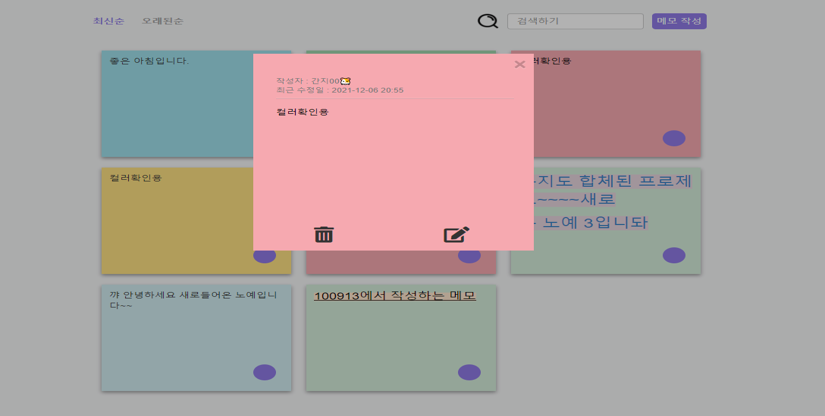 최신순
오래된순
검색하기
메모 작성
좋은 아침입니다.
컬러확인용
작성자 : 간지00
최근 수정일 : 2021-12-06 20:55
컬러확인용
컬러확인용
지도 합체된 프로제
~~~~새로
노예 3입니돠
꺄 안녕하세요 새로들어온 노예입니
다~~
100913에서 작성하는 메모